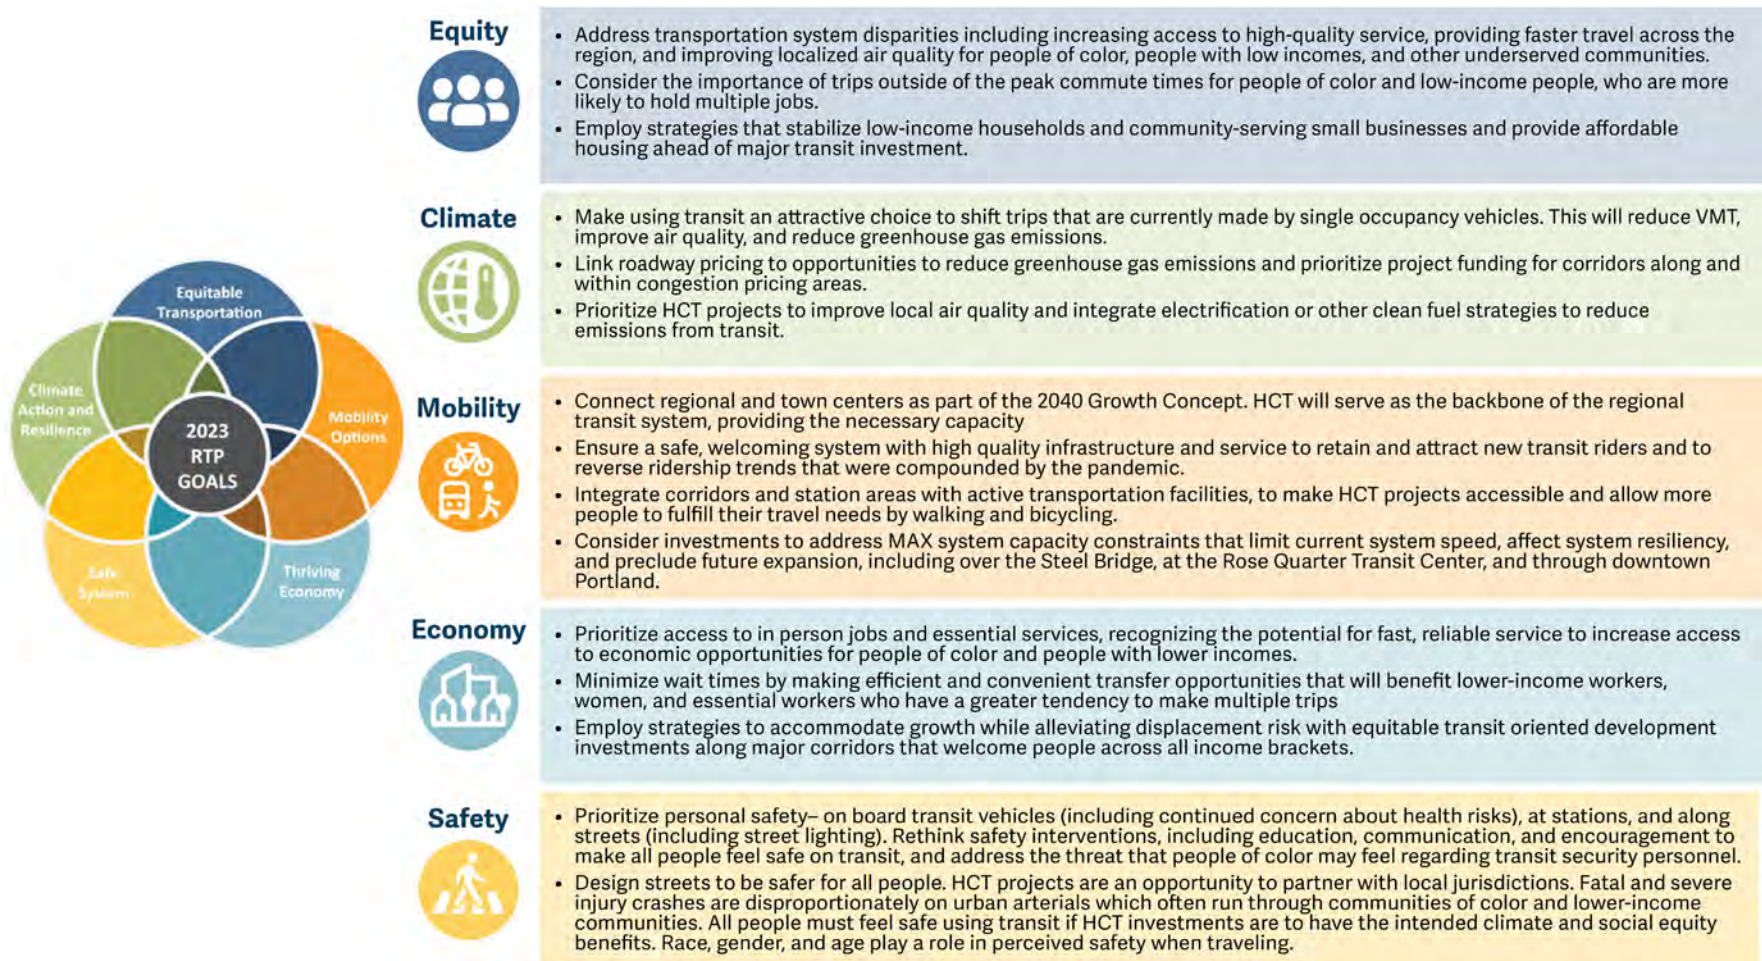 Equitable
Transportation
Climate
Action and
Resilience
Mobility
Options
2023
RTP
GOALS
Safe
System
Thriving
Economy
Equity
• Address transportation system disparities including increasing access to high-quality service, providing faster travel across the
region, and improving localized air quality for people of color, people with low incomes, and other underserved communities.
• Consider the importance of trips outside of the peak commute times for people of color and low-income people, who are more
likely to hold multiple jobs.
• Employ strategies that stabilize low-income households and community-serving small businesses and provide affordable
housing ahead of major transit investment.
Climate
• Make using transit an attractive choice to shift trips that are currently made by single occupancy vehicles. This will reduce VMT,
improve air quality, and reduce greenhouse gas emissions.
• Link roadway pricing to opportunities to reduce greenhouse gas emissions and prioritize project funding for corridors along and
within congestion pricing areas.
• Prioritize HCT projects to improve local air quality and integrate electrification or other clean fuel strategies to reduce
emissions from transit.
Mobility
• Connect regional and town centers as part of the 2040 Growth Concept. HCT will serve as the backbone of the regional
transit system, providing the necessary capacity
• Ensure a safe, welcoming system with high quality infrastructure and service to retain and attract new transit riders and to
reverse ridership trends that were compounded by the pandemic.
• Integrate corridors and station areas with active transportation facilities, to make HCT projects accessible and allow more
people to fulfill their travel needs by walking and bicycling.
• Consider investments to address MAX system capacity constraints that limit current system speed, affect system resiliency,
and preclude future expansion, including over the Steel Bridge, at the Rose Quarter Transit Center, and through downtown
Portland.
Economy
• Prioritize access to in person jobs and essential services, recognizing the potential for fast, reliable service to increase access
to economic opportunities for people of color and people with lower incomes.
• Minimize wait times by making efficient and convenient transfer opportunities that will benefit lower-income workers,
women, and essential workers who have a greater tendency to make multiple trips
• Employ strategies to accommodate growth while alleviating displacement risk with equitable transit oriented development
investments along major corridors that welcome people across all income brackets.
Safety
• Prioritize personal safety– on board transit vehicles (including continued concern about health risks), at stations, and along
streets (including street lighting). Rethink safety interventions, including education, communication, and encouragement to
make all people feel safe on transit, and address the threat that people of color may feel regarding transit security personnel.
• Design streets to be safer for all people. HCT projects are an opportunity to partner with local jurisdictions. Fatal and severe
injury crashes are disproportionately on urban arterials which often run through communities of color and lower-income
communities. All people must feel safe using transit if HCT investments are to have the intended climate and social equity
benefits. Race, gender, and age play a role in perceived safety when traveling.